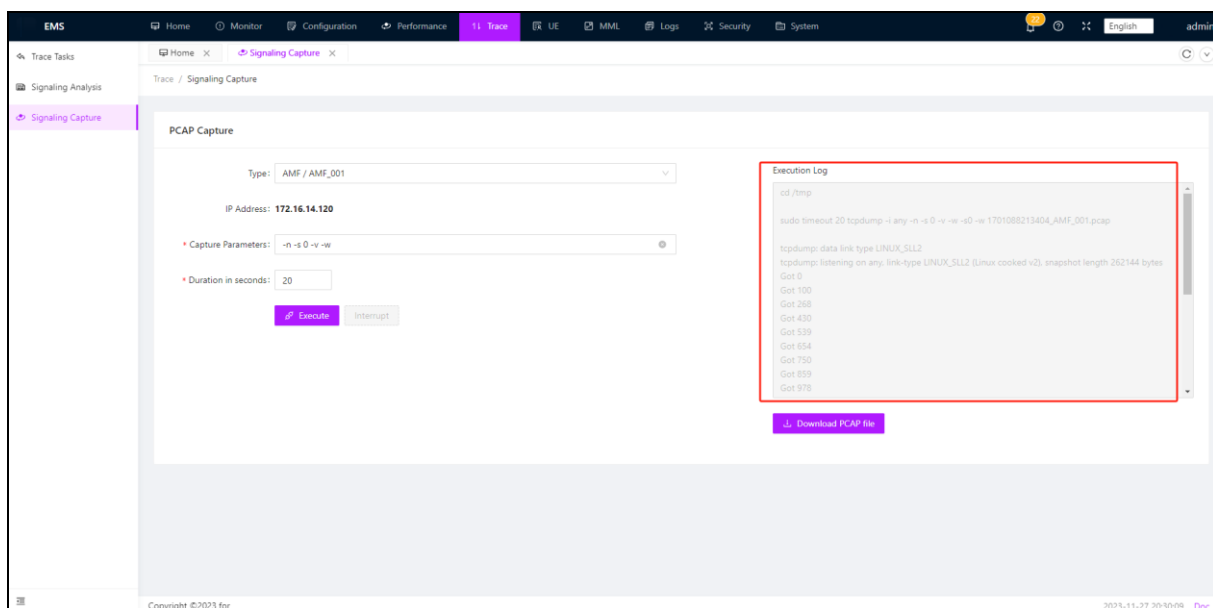 EMS
Home Monitor Configuration Performance Trace UE MML Logs Security System 22 English admin
Trace Tasks
Signaling Analysis
Signaling Capture
Home × Signaling Capture ×
Trace / Signaling Capture
PCAP Capture
Type: AMF / AMF_001
IP Address: 172.16.14.120
* Capture Parameters: -n -s 0 -v -w
* Duration in seconds: 20
Execute Interrupt
Execution Log
cd /tmp
sudo timeout 20 tcpdump -i any -n -s 0 -v -w -s0 -w 1701088213404_AMF_001.pcap
tcpdump: data link type LINUX_SLL2
tcpdump: listening on any, link-type LINUX_SLL2 (Linux cooked v2), snapshot length 262144 bytes
Got 0
Got 100
Got 268
Got 430
Got 539
Got 654
Got 750
Got 859
Got 978
Download PCAP file
Copyright ©2023 for
2023-11-27 20:30:09 Doc